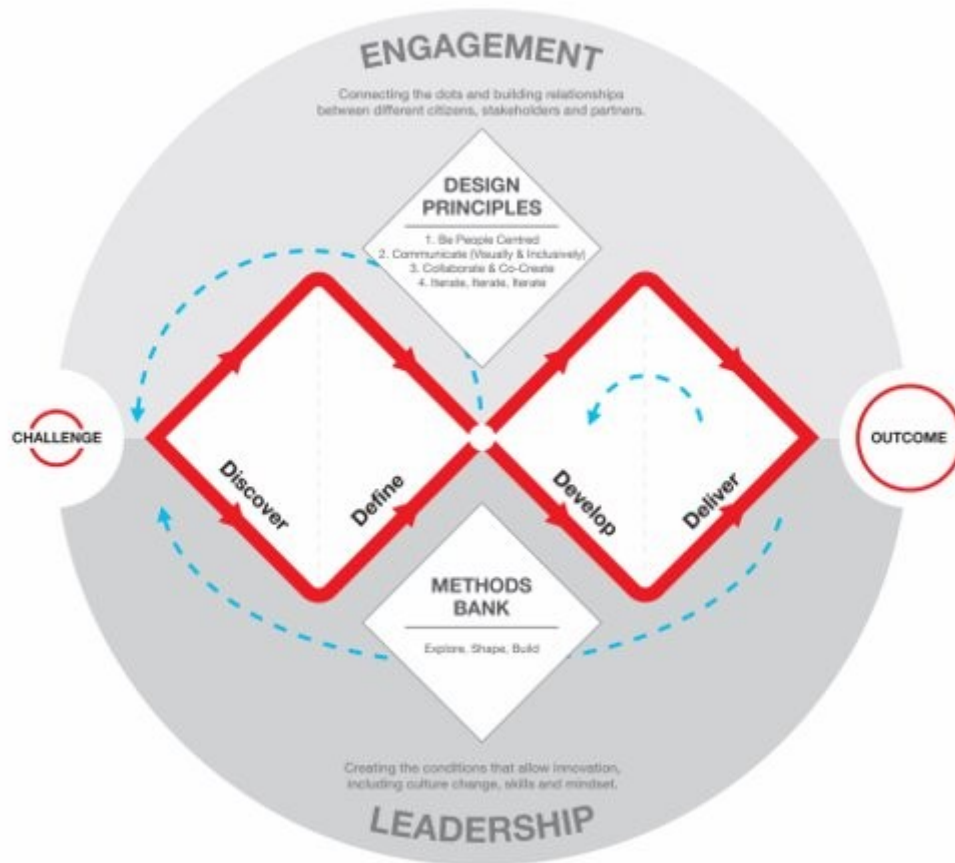 ENGAGEMENT
Connecting the dots and building relationships
between different citizens, stakeholders and partners.
DESIGN
PRINCIPLES
1. Be People Centred
2. Communicate (Visually & Inclusively)
3. Collaborate & Co-Create
4. Iterate, Iterate, Iterate
CHALLENGE
OUTCOME
Discover
Define
Develop
Deliver
METHODS
BANK
Explore, Shape, Build
Creating the conditions that allow innovation,
including culture change, skills and mindset.
LEADERSHIP